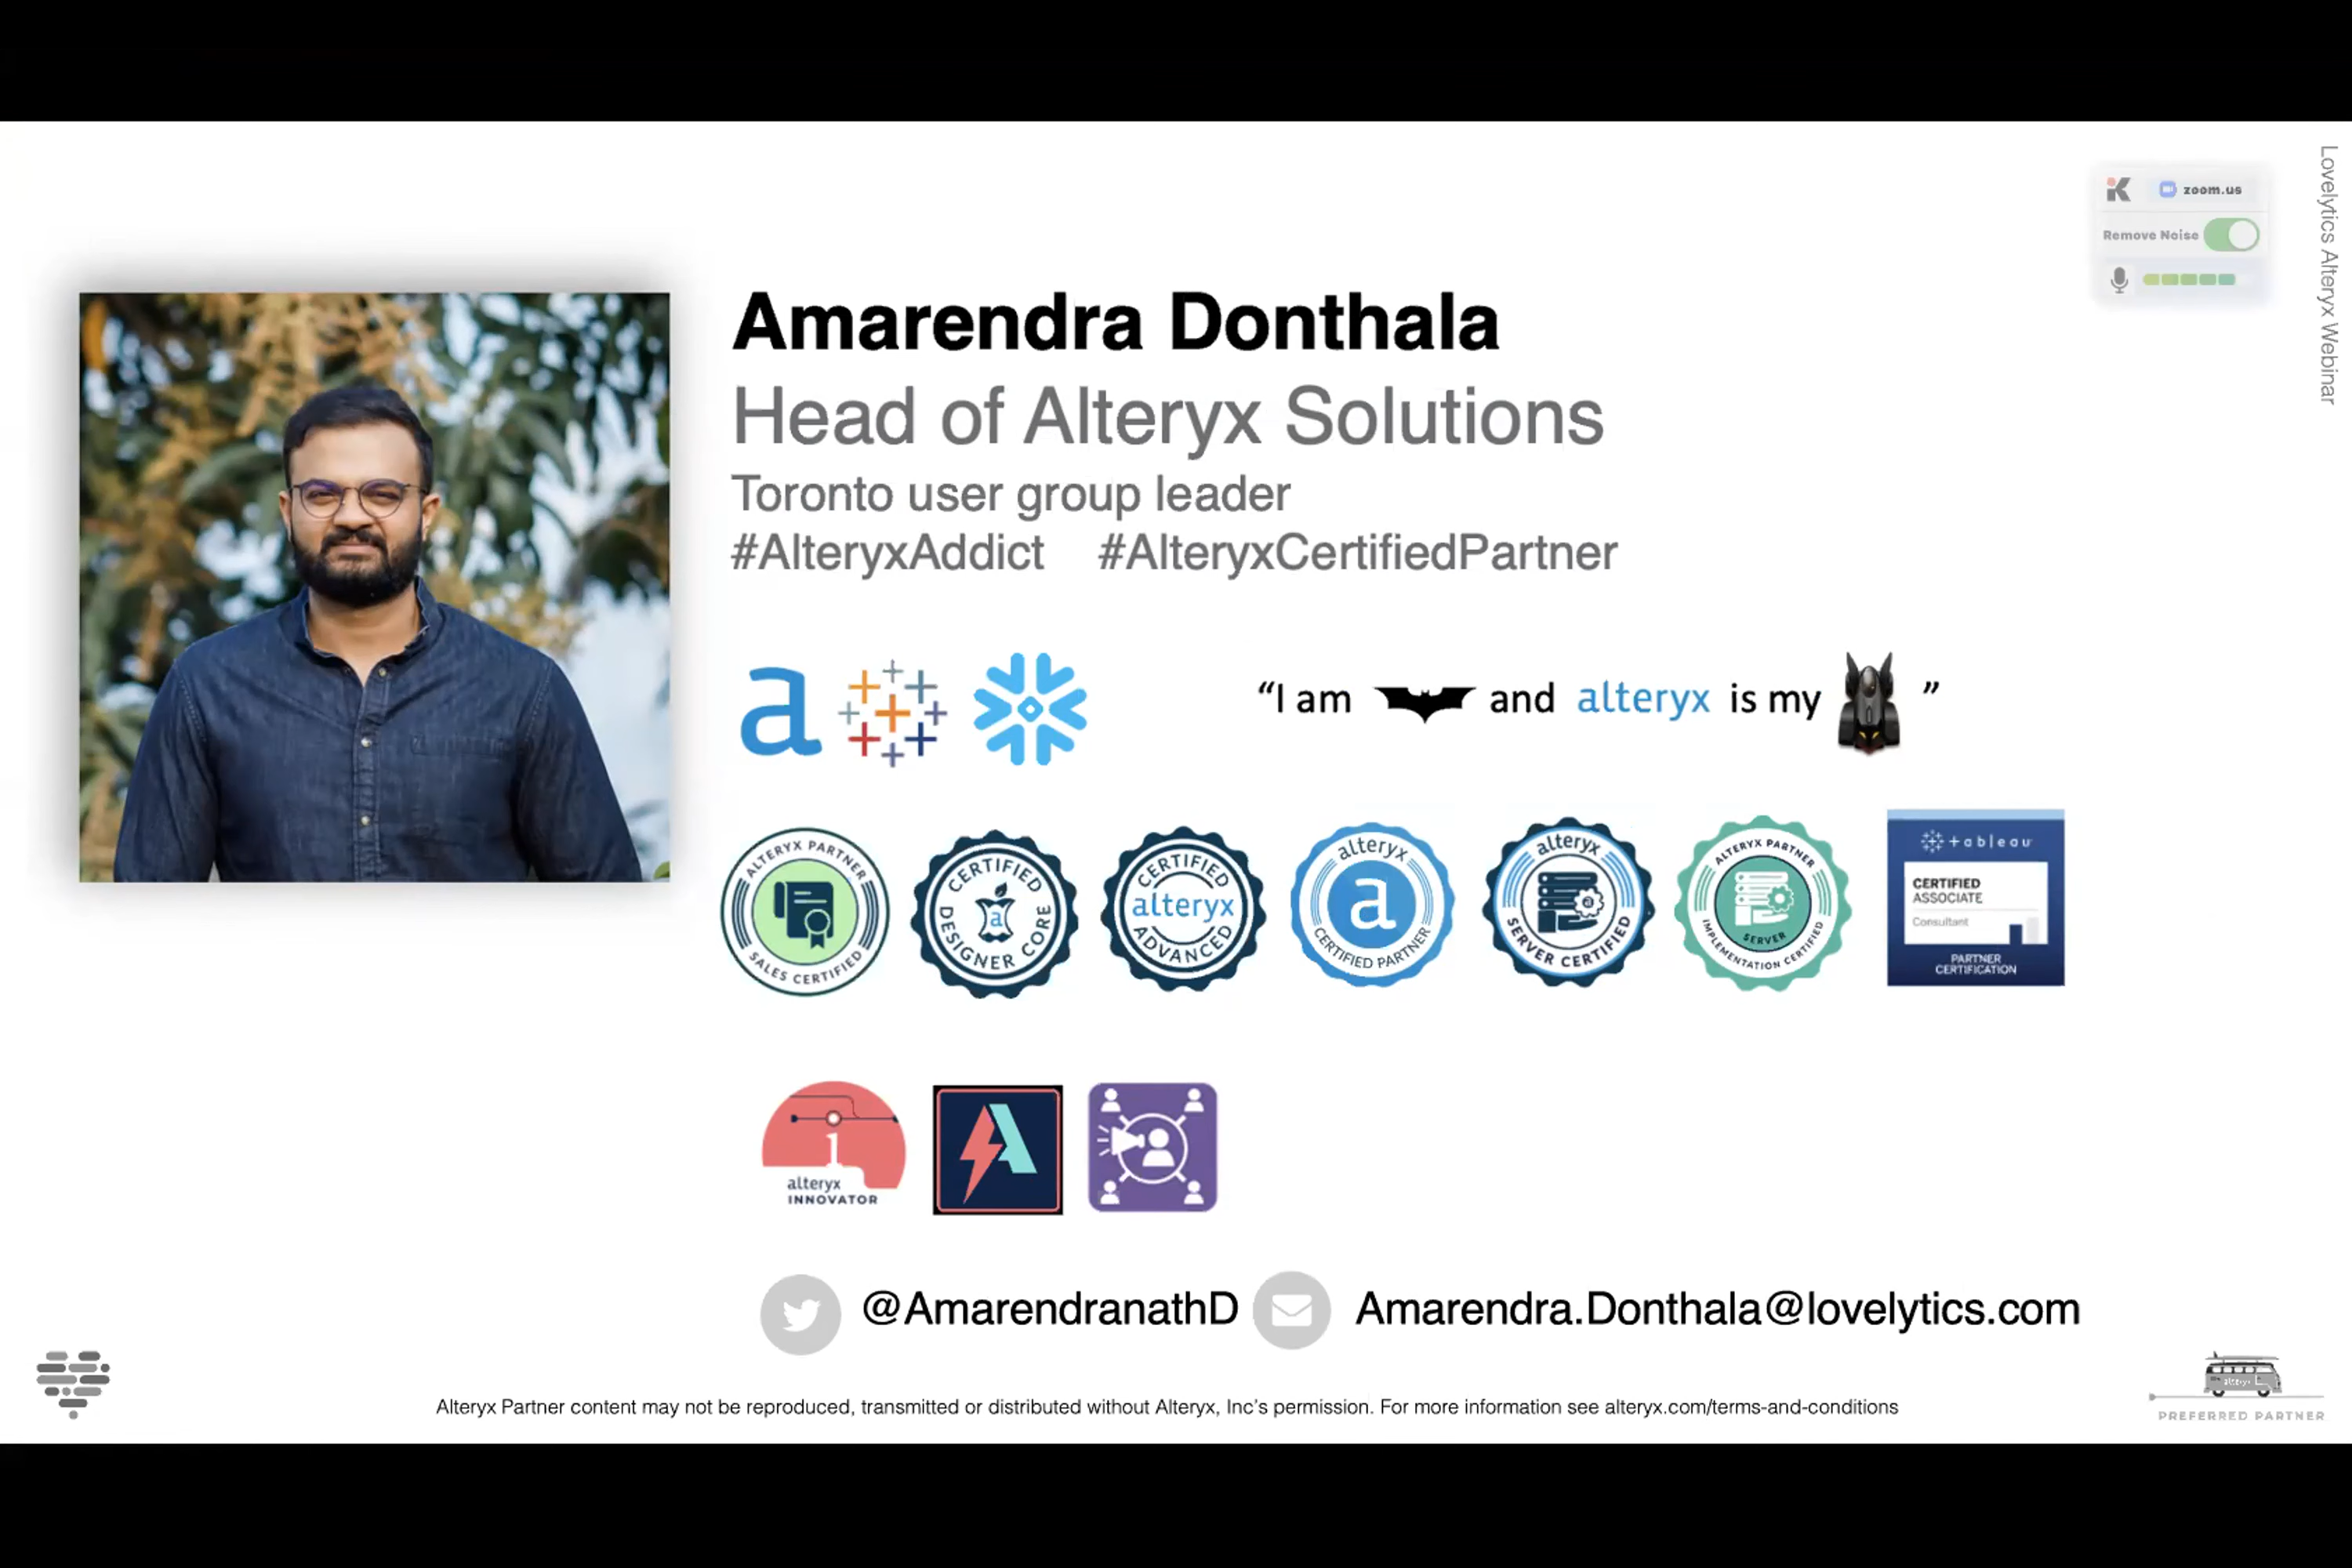 zoom.us
Remove Noise
Lovelytics Alteryx Webinar
Amarendra Donthala
Head of Alteryx Solutions
Toronto user group leader
#AlteryxAddict #AlteryxCertifiedPartner
a
“I am and alteryx is my ”
ALTERYX PARTNER
SALES CERTIFIED
CERTIFIED
a
DESIGNER CORE
CERTIFIED
alteryx
ADVANCED
alteryx
a
CERTIFIED PARTNER
alteryx
a
SERVER CERTIFIED
ALTERYX PARTNER
SERVER
IMPLEMENTATION CERTIFIED
+ableau
CERTIFIED
ASSOCIATE
Consultant
PARTNER
CERTIFICATION
1
alteryx
INNOVATOR
A
@AmarendranathD
Amarendra.Donthala@lovelytics.com
Alteryx Partner content may not be reproduced, transmitted or distributed without Alteryx, Inc’s permission. For more information see alteryx.com/terms-and-conditions
alteryx
PREFERRED PARTNER